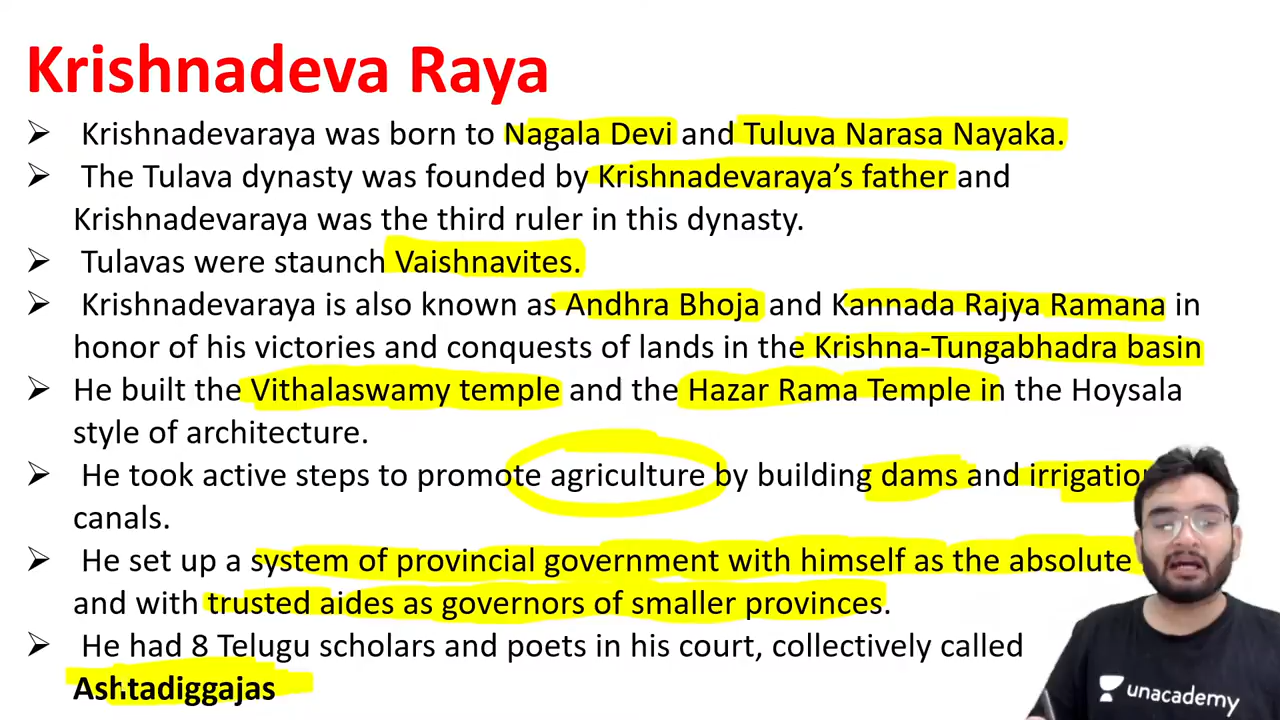 Krishnadeva Raya
➢ Krishnadevaraya was born to Nagala Devi and Tuluva Narasa Nayaka.
➢ The Tulava dynasty was founded by Krishnadevaraya’s father and
Krishnadevaraya was the third ruler in this dynasty.
➢ Tulavas were staunch Vaishnavites.
➢ Krishnadevaraya is also known as Andhra Bhoja and Kannada Rajya Ramana in
honor of his victories and conquests of lands in the Krishna-Tungabhadra basin
➢ He built the Vithalaswamy temple and the Hazar Rama Temple in the Hoysala
style of architecture.
➢ He took active steps to promote agriculture by building dams and irrigatio
canals.
➢ He set up a system of provincial government with himself as the absolute
and with trusted aides as governors of smaller provinces.
➢ He had 8 Telugu scholars and poets in his court, collectively called
Ashtadiggajas
unacademy